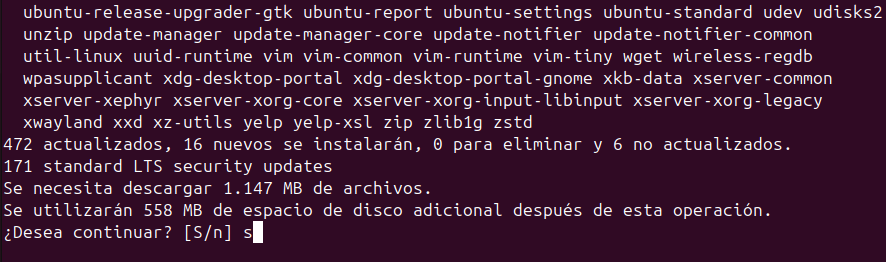 ubuntu-release-upgrader-gtk ubuntu-report ubuntu-settings ubuntu-standard udev udisks2
unzip update-manager update-manager-core update-notifier update-notifier-common
util-linux uuid-runtime vim vim-common vim-runtime vim-tiny wget wireless-regdb
wpasupplicant xdg-desktop-portal xdg-desktop-portal-gnome xkb-data xserver-common
xserver-xephyr xserver-xorg-core xserver-xorg-input-libinput xserver-xorg-legacy
xwayland xxd xz-utils yelp yelp-xsl zip zlib1g zstd
472 actualizados, 16 nuevos se instalarán, 0 para eliminar y 6 no actualizados.
171 standard LTS security updates
Se necesita descargar 1.147 MB de archivos.
Se utilizarán 558 MB de espacio de disco adicional después de esta operación.
¿Desea continuar? [S/n] s